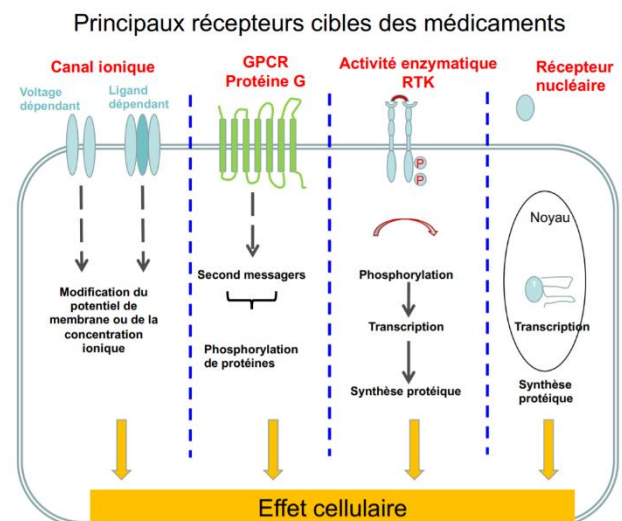 Principaux récepteurs cibles des médicaments
Canal ionique
Voltage
dépendant
Ligand
dépendant
Modification du
potentiel de
membrane ou de la
concentration
ionique
GPCR
Protéine G
Second messagers
Phosphorylation
de protéines
Activité enzymatique
RTK
P
P
Phosphorylation
Transcription
Synthèse protéique
Récepteur
nucléaire
Noyau
Transcription
Synthèse
protéique
Effet cellulaire